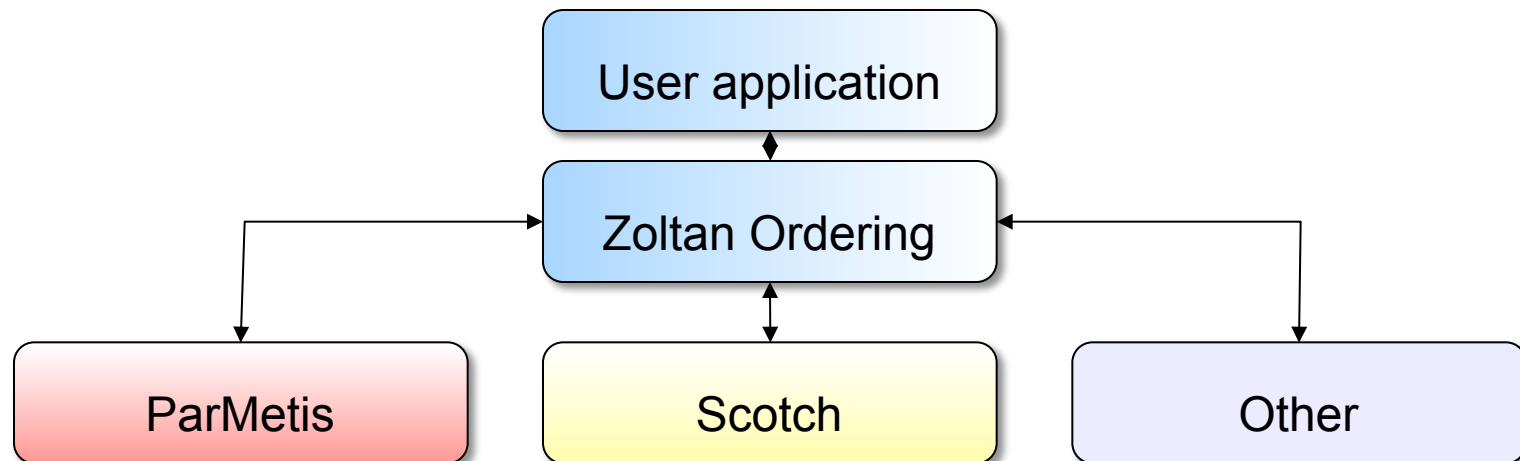 User application
Zoltan Ordering
ParMetis
Scotch
Other